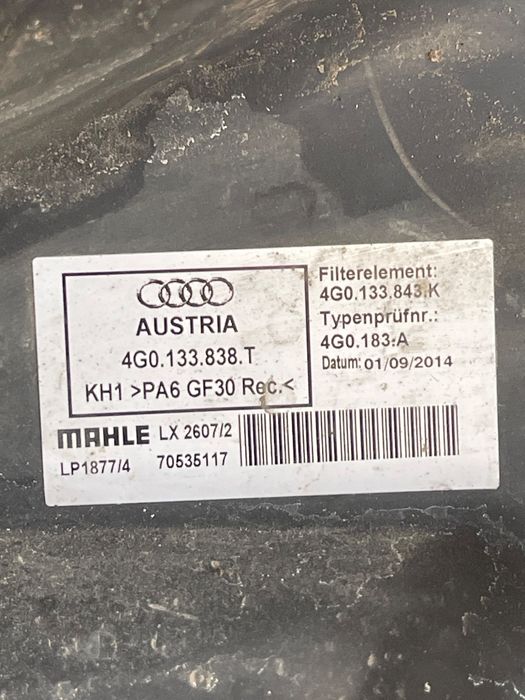 AUSTRIA
4G0.133.838.T
KH1 >PA6 GF30 Rec.<
Filterelement:
4G0.133.843.K
Typenprüfnr.:
4G0.183.A
Datum: 01/09/2014
MAHLE LX 2607/2
LP1877/4 70535117